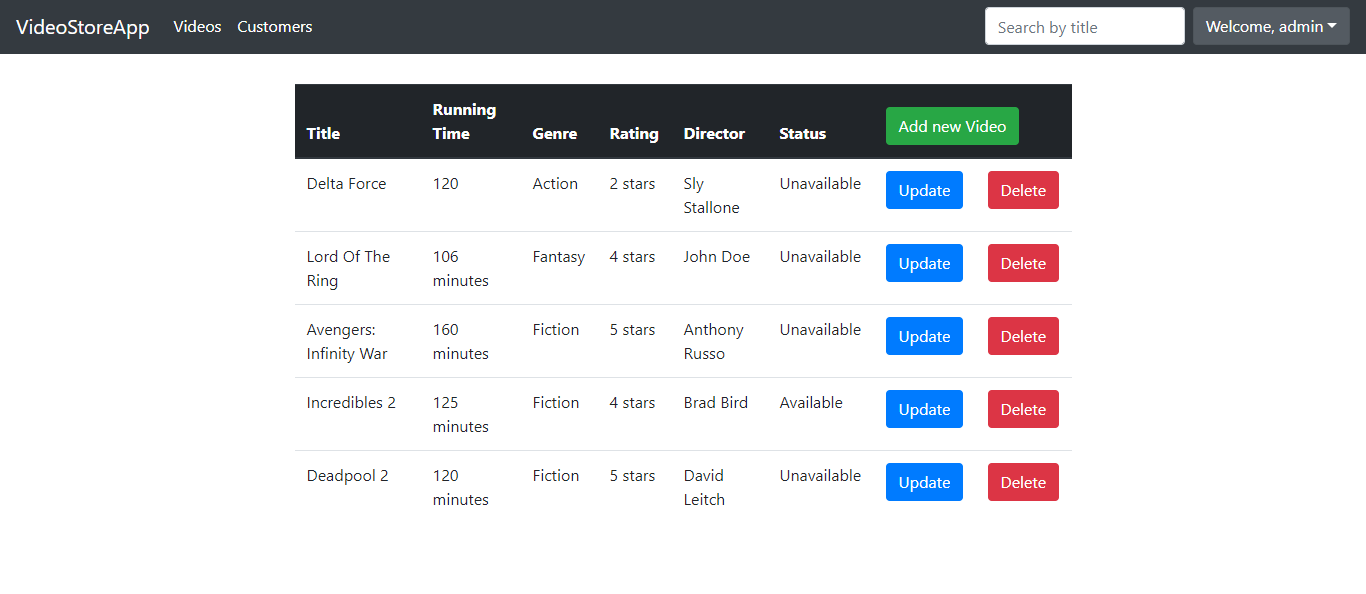 VideoStoreApp Videos Customers Search by title Welcome, admin
Title Running Time Genre Rating Director Status Add new Video
Delta Force 120 Action 2 stars Sly Stallone Unavailable Update Delete
Lord Of The Ring 106 minutes Fantasy 4 stars John Doe Unavailable Update Delete
Avengers: Infinity War 160 minutes Fiction 5 stars Anthony Russo Unavailable Update Delete
Incredibles 2 125 minutes Fiction 4 stars Brad Bird Available Update Delete
Deadpool 2 120 minutes Fiction 5 stars David Leitch Unavailable Update Delete